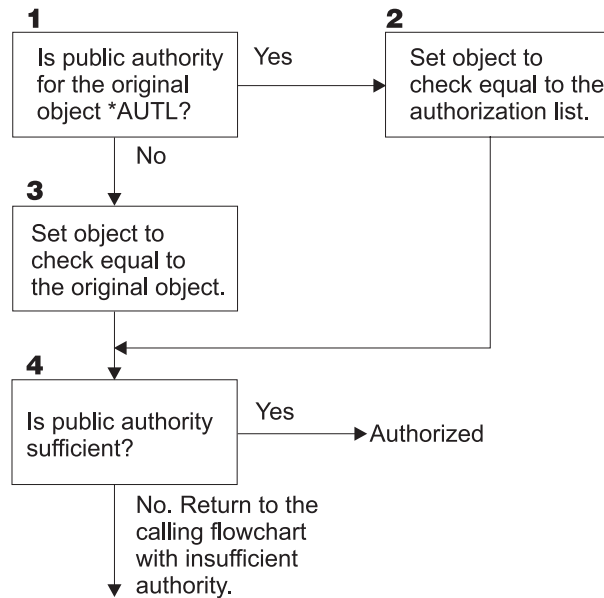 1
Is public authority
for the original
object *AUTL?
Yes
2
Set object to
check equal to the
authorization list.
No
3
Set object to
check equal to
the original object.
4
Is public authority
sufficient?
Yes
Authorized
No. Return to the
calling flowchart
with insufficient
authority.